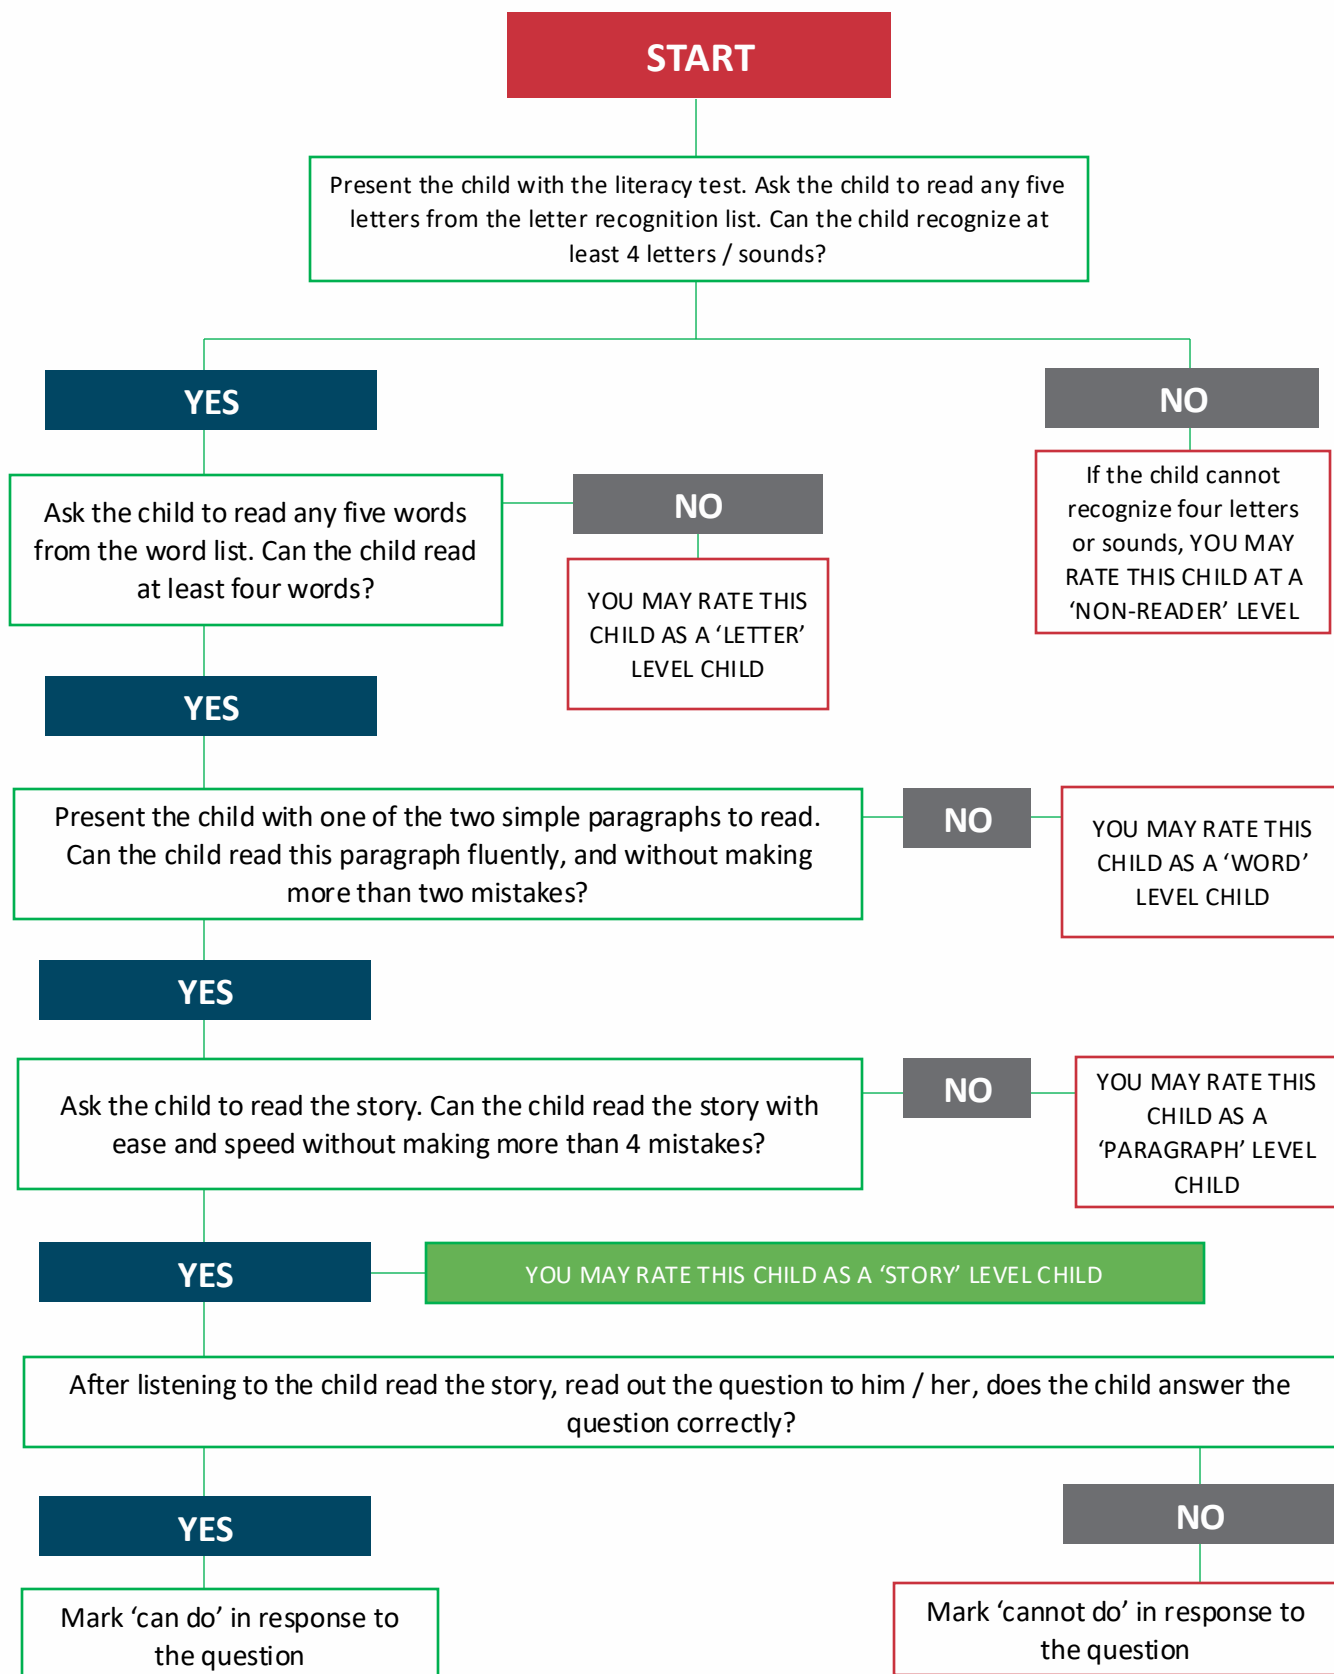 START
Present the child with the literacy test. Ask the child to read any five
letters from the letter recognition list. Can the child recognize at
least 4 letters / sounds?
YES
NO
Ask the child to read any five words
from the word list. Can the child read
at least four words?
NO
YOU MAY RATE THIS
CHILD AS A ‘LETTER’
LEVEL CHILD
If the child cannot
recognize four letters
or sounds, YOU MAY
RATE THIS CHILD AT A
‘NON-READER’ LEVEL
YES
Present the child with one of the two simple paragraphs to read.
Can the child read this paragraph fluently, and without making
more than two mistakes?
NO
YOU MAY RATE THIS
CHILD AS A ‘WORD’
LEVEL CHILD
YES
Ask the child to read the story. Can the child read the story with
ease and speed without making more than 4 mistakes?
NO
YOU MAY RATE THIS
CHILD AS A
‘PARAGRAPH’ LEVEL
CHILD
YES
YOU MAY RATE THIS CHILD AS A ‘STORY’ LEVEL CHILD
After listening to the child read the story, read out the question to him / her, does the child answer the
question correctly?
YES
NO
Mark ‘can do’ in response to
the question
Mark ‘cannot do’ in response to
the question